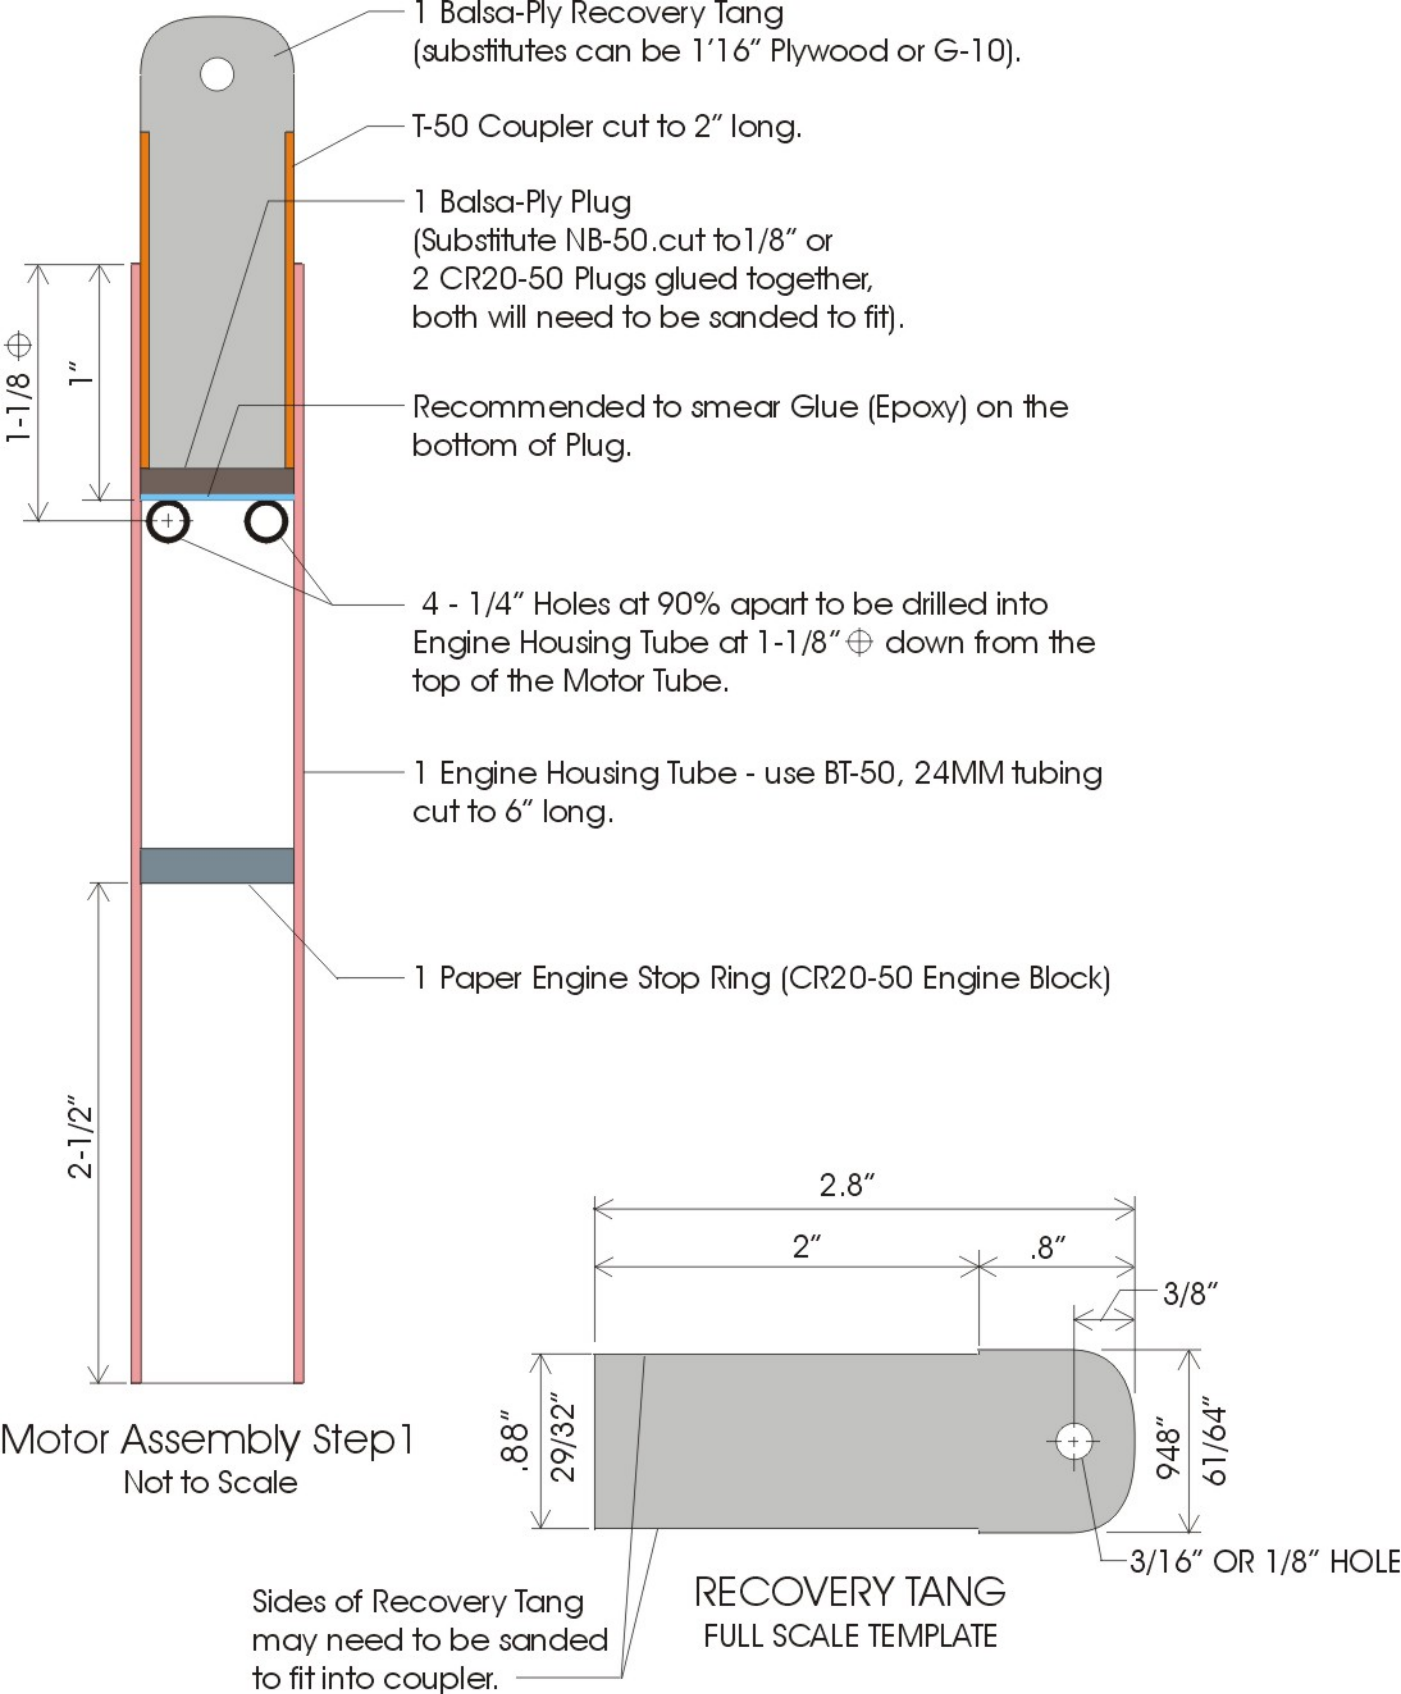 1 Balsa-Ply Recovery Tang
(substitutes can be 1'16" Plywood or G-10).
T-50 Coupler cut to 2" long.
1 Balsa-Ply Plug
(Substitute NB-50.cut to1/8" or
2 CR20-50 Plugs glued together,
both will need to be sanded to fit).
1-1/8 ⌀
1"
Recommended to smear Glue (Epoxy) on the
bottom of Plug.
4 - 1/4" Holes at 90% apart to be drilled into
Engine Housing Tube at 1-1/8" ⌀ down from the
top of the Motor Tube.
1 Engine Housing Tube - use BT-50, 24MM tubing
cut to 6" long.
1 Paper Engine Stop Ring (CR20-50 Engine Block)
2-1/2"
Motor Assembly Step1
Not to Scale
2.8"
2"
.8"
3/8"
.88"
29/32"
948"
61/64"
3/16" OR 1/8" HOLE
RECOVERY TANG
FULL SCALE TEMPLATE
Sides of Recovery Tang
may need to be sanded
to fit into coupler.